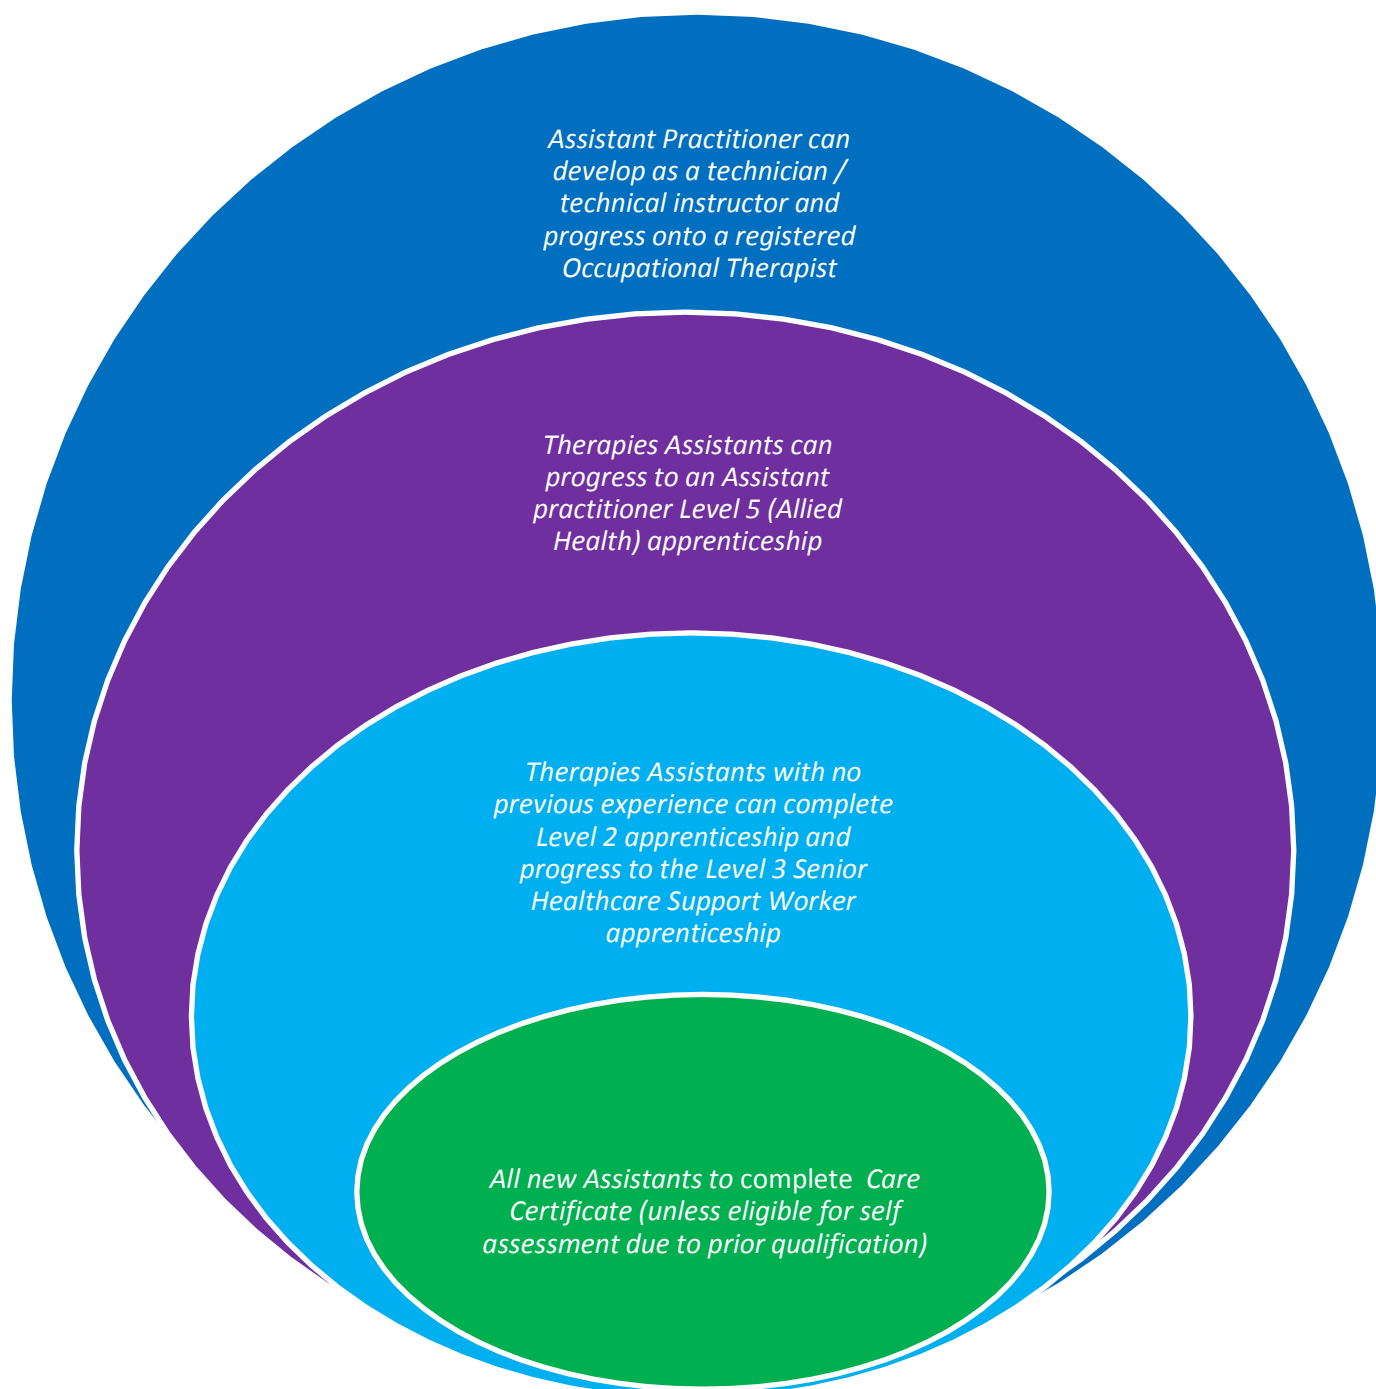 Assistant Practitioner can
develop as a technician /
technical instructor and
progress onto a registered
Occupational Therapist
Therapies Assistants can
progress to an Assistant
practitioner Level 5 (Allied
Health) apprenticeship
Therapies Assistants with no
previous experience can complete
Level 2 apprenticeship and
progress to the Level 3 Senior
Healthcare Support Worker
apprenticeship
All new Assistants to complete  Care
Certificate (unless eligible for self
assessment due to prior qualification)